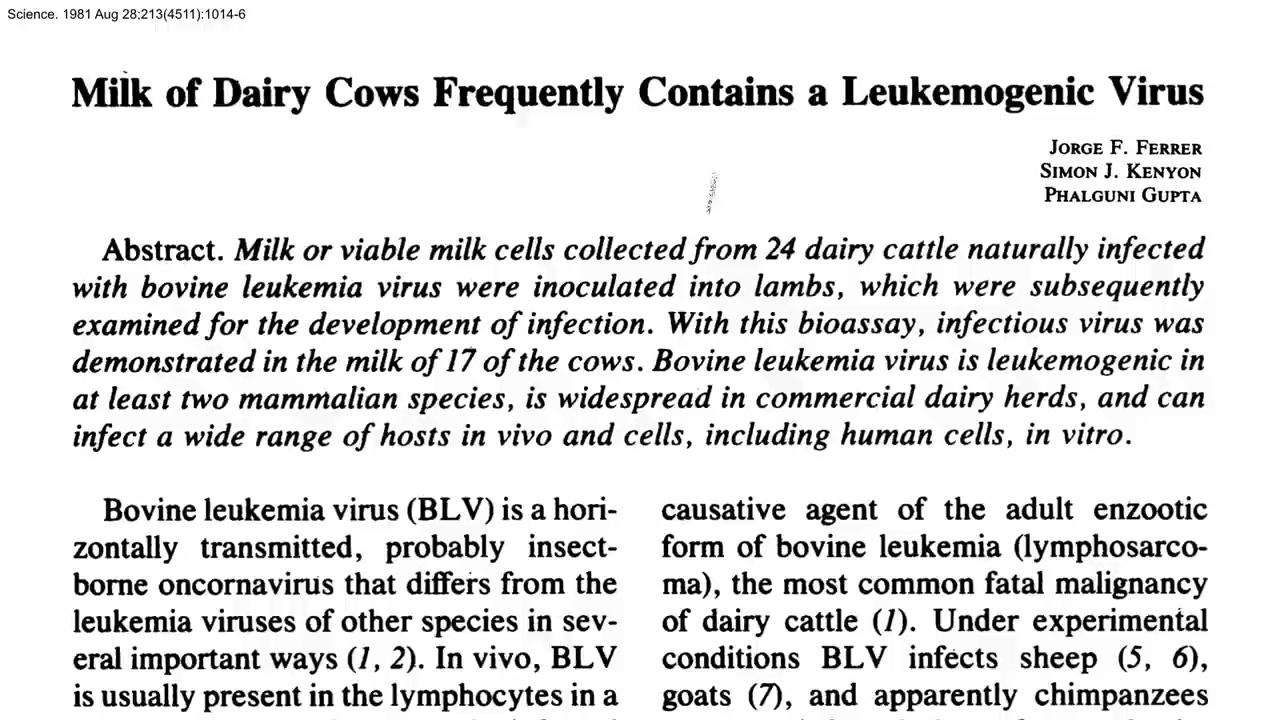 Science. 1981 Aug 28;213(4511):1014-6
Milk of Dairy Cows Frequently Contains a Leukemogenic Virus
JORGE F. FERRER
SIMON J. KENYON
PHALGUNI GUPTA
Abstract. Milk or viable milk cells collected from 24 dairy cattle naturally infected
with bovine leukemia virus were inoculated into lambs, which were subsequently
examined for the development of infection. With this bioassay, infectious virus was
demonstrated in the milk of 17 of the cows. Bovine leukemia virus is leukemogenic in
at least two mammalian species, is widespread in commercial dairy herds, and can
infect a wide range of hosts in vivo and cells, including human cells, in vitro.
Bovine leukemia virus (BLV) is a hori-
zontally transmitted, probably insect-
borne oncornavirus that differs from the
leukemia viruses of other species in sev-
eral important ways (1, 2). In vivo, BLV
is usually present in the lymphocytes in a
causative agent of the adult enzootic
form of bovine leukemia (lymphosarco-
ma), the most common fatal malignancy
of dairy cattle (1). Under experimental
conditions BLV infects sheep (5, 6),
goats (7), and apparently chimpanzees